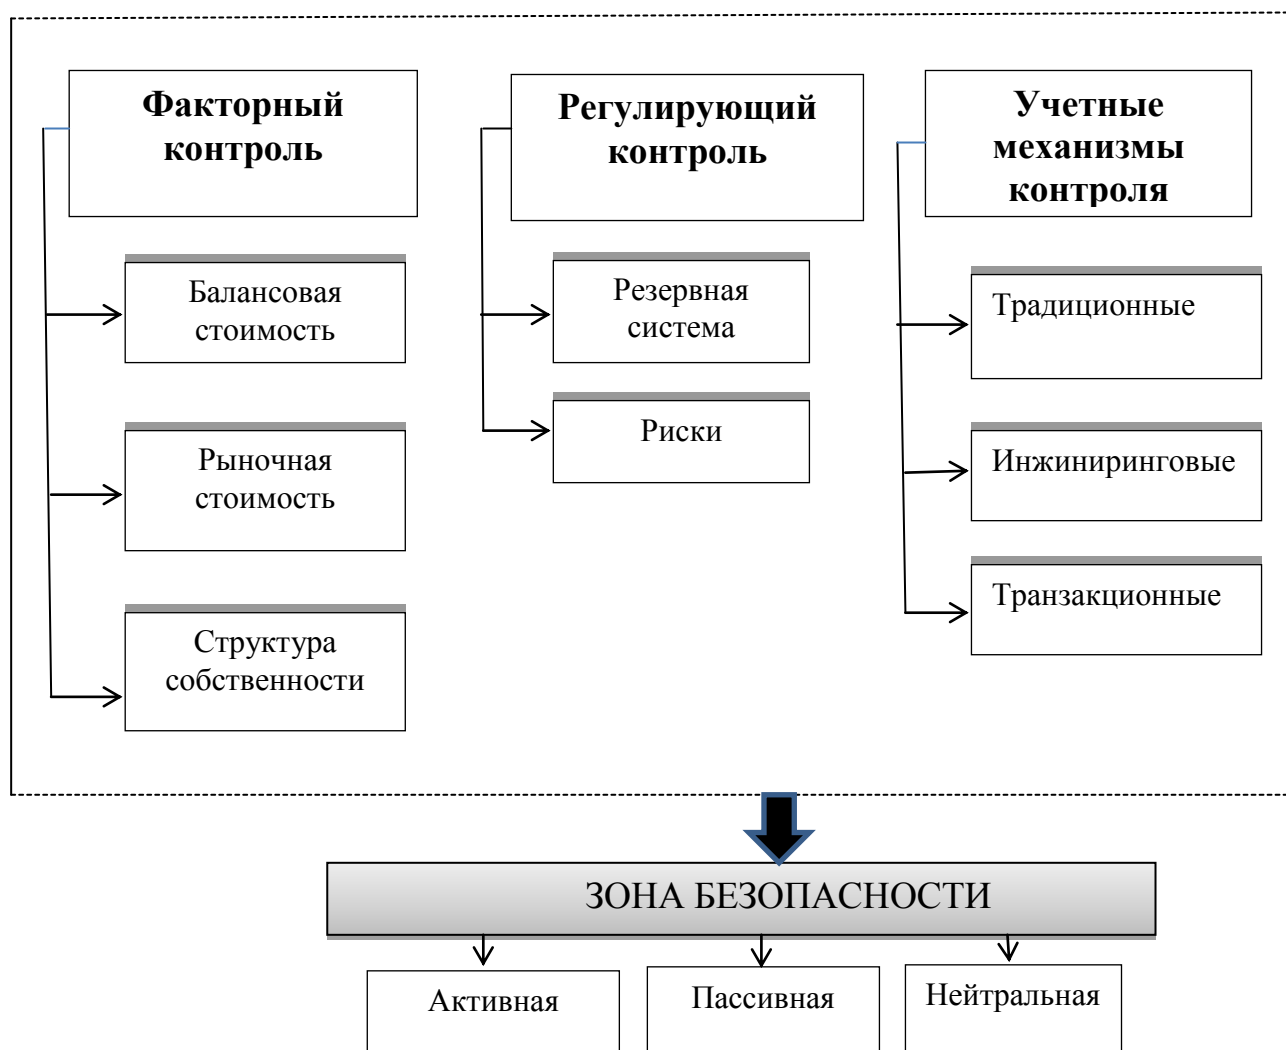 Факторный
контроль
Балансовая
стоимость
Рыночная
стоимость
Структура
собственности
Регулирующий
контроль
Резервная
система
Риски
Учетные
механизмы
контроля
Традиционные
Инжиниринговые
Транзакционные
ЗОНА БЕЗОПАСНОСТИ
Активная
Пассивная
Нейтральная